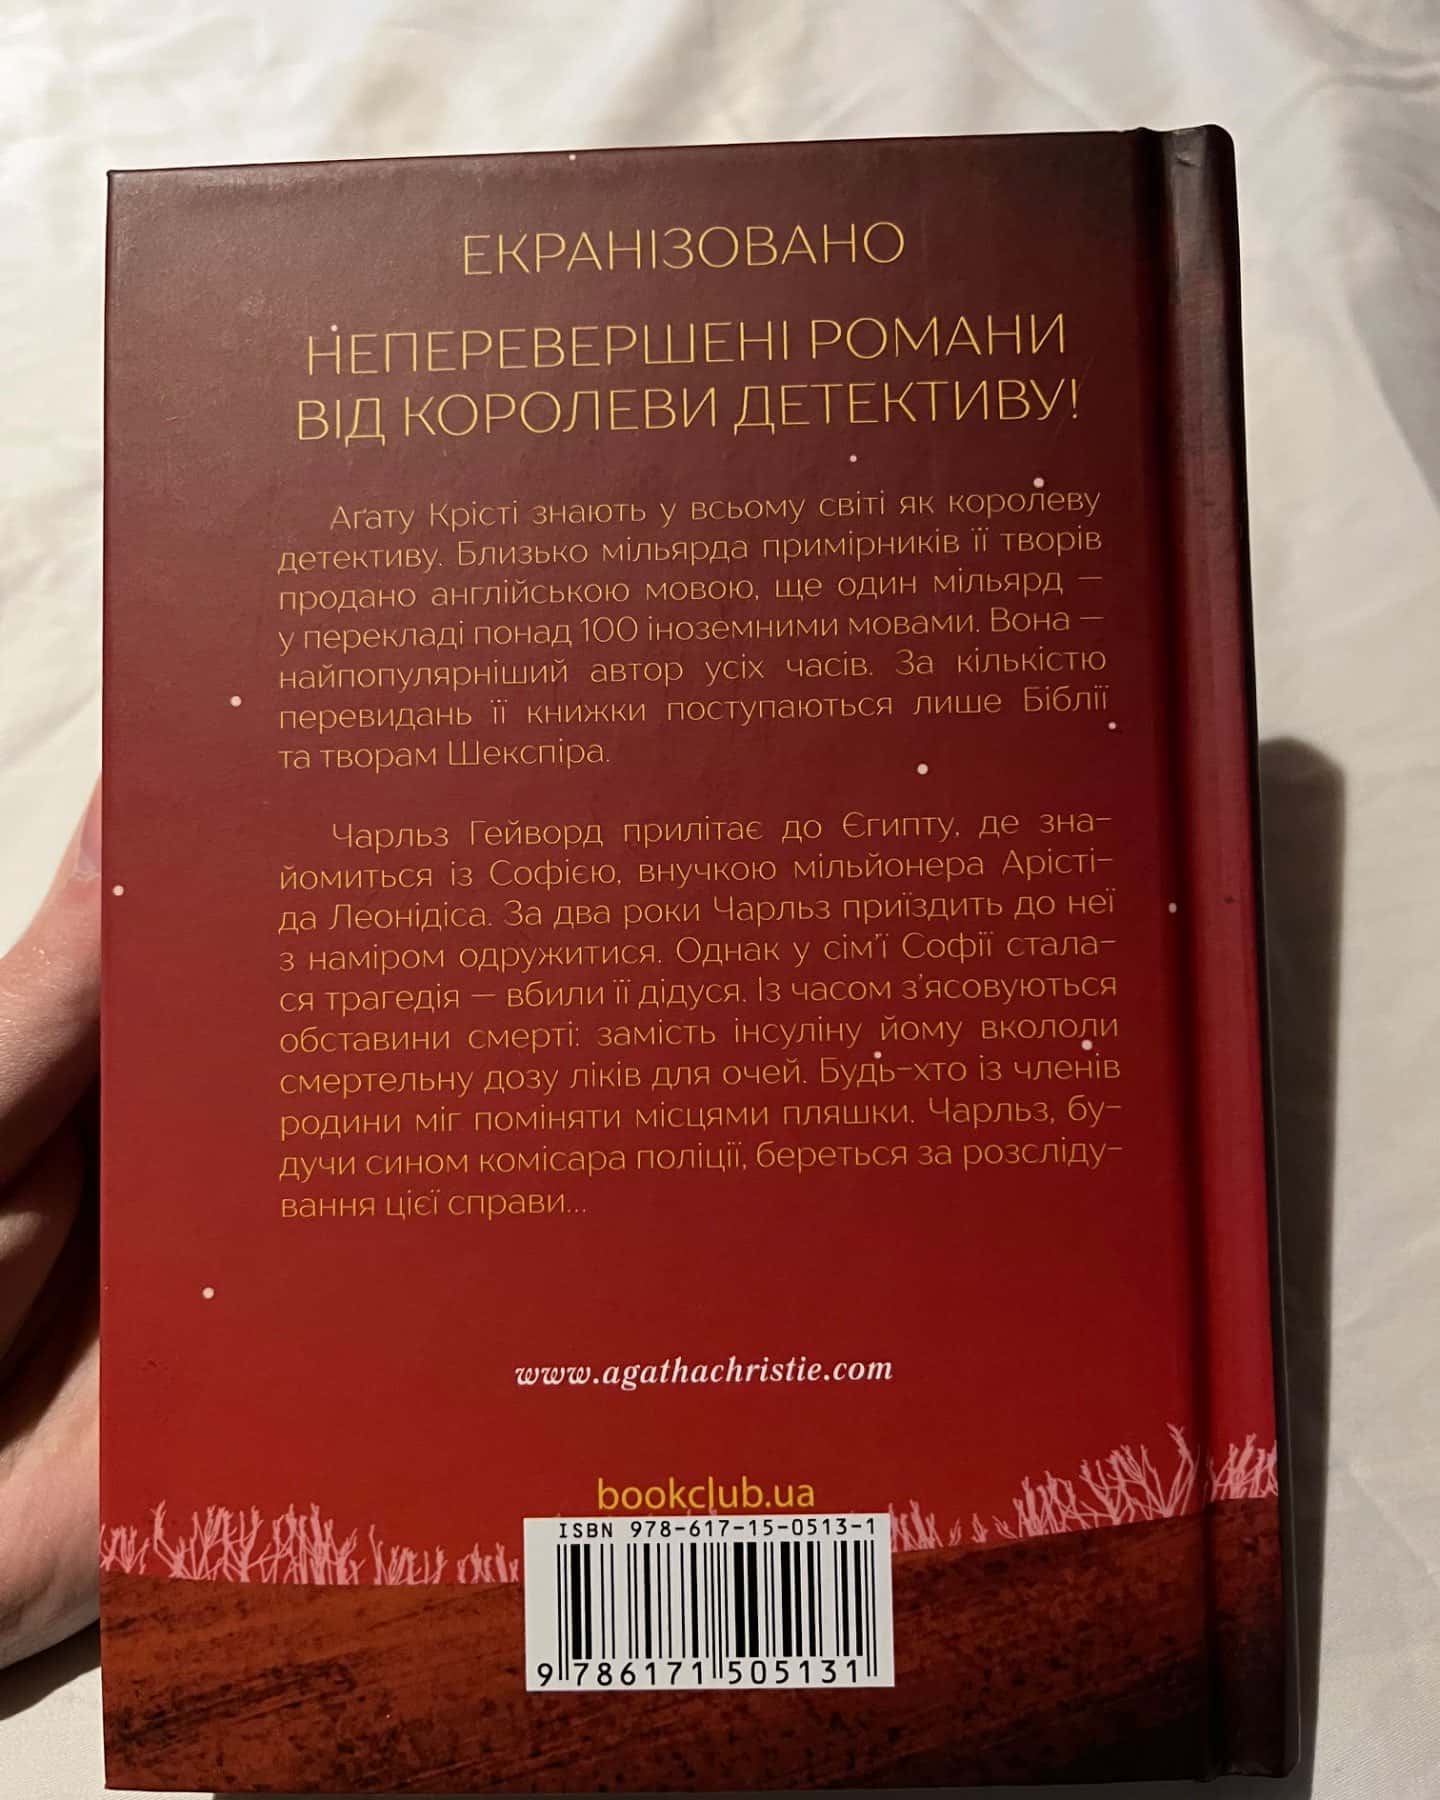 ЕКРАНІЗОВАНО
НЕПЕРЕВЕРШЕНІ РОМАНИ
ВІД КОРОЛЕВИ ДЕТЕКТИВУ!
Аґату Крісті знають у всьому світі як королеву
детективу. Близько мільярда примірників її творів
продано англійською мовою, ще один мільярд —
у перекладі понад 100 іноземними мовами. Вона —
найпопулярніший автор усіх часів. За кількістю
перевидань її книжки поступаються лише Біблії
та творам Шекспіра.
Чарльз Гейворд прилітає до Єгипту, де зна-
йомиться із Софією, внучкою мільйонера Арісті-
да Леонідіса. За два роки Чарльз приїздить до неї
з наміром одружитися. Однак у сім'ї Софії стала-
ся трагедія — вбили її дідуся. Із часом з'ясовуються
обставини смерті: замість інсуліну йому вкололи
смертельну дозу ліків для очей. Будь-хто із членів
родини міг поміняти місцями пляшки. Чарльз, бу-
дучи сином комісара поліції, береться за розсліду-
вання цієї справи...
www.agathachristie.com
bookclub.ua
ISBN 978-617-15-0513-1
9 786171 505131